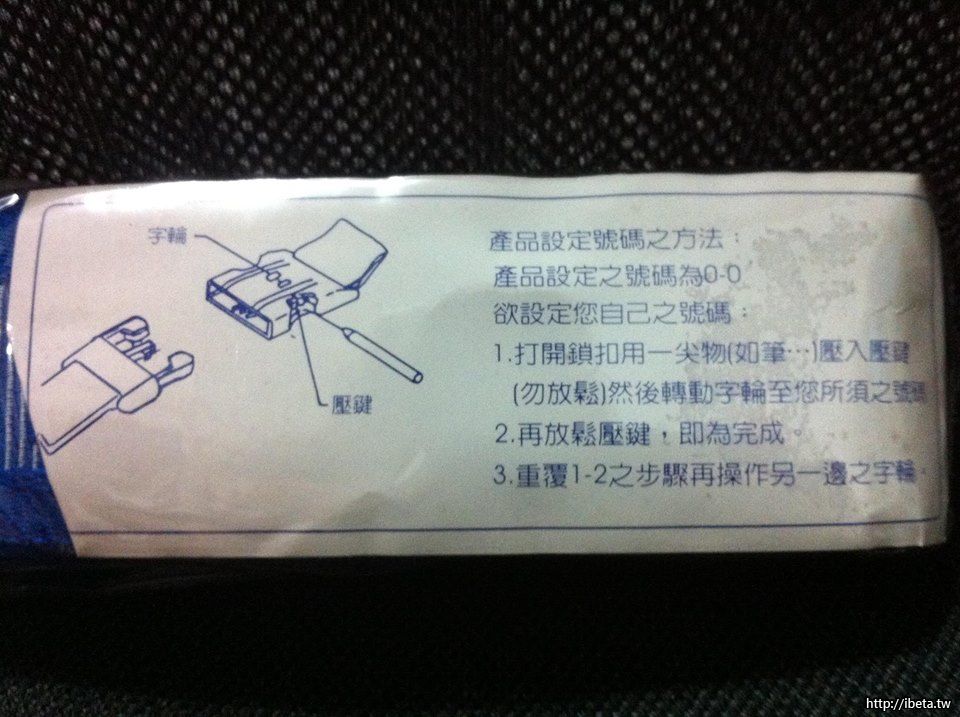 字輪
壓鍵
產品設定號碼之方法：
產品設定之號碼為0-0
欲設定您自己之號碼：
1.打開鎖扣用一尖物(如筆…)壓入壓鍵
(勿放鬆)然後轉動字輪至您所須之號碼
2.再放鬆壓鍵，即為完成。
3.重覆1-2之步驟再操作另一邊之字輪。
http://ibeta.tw